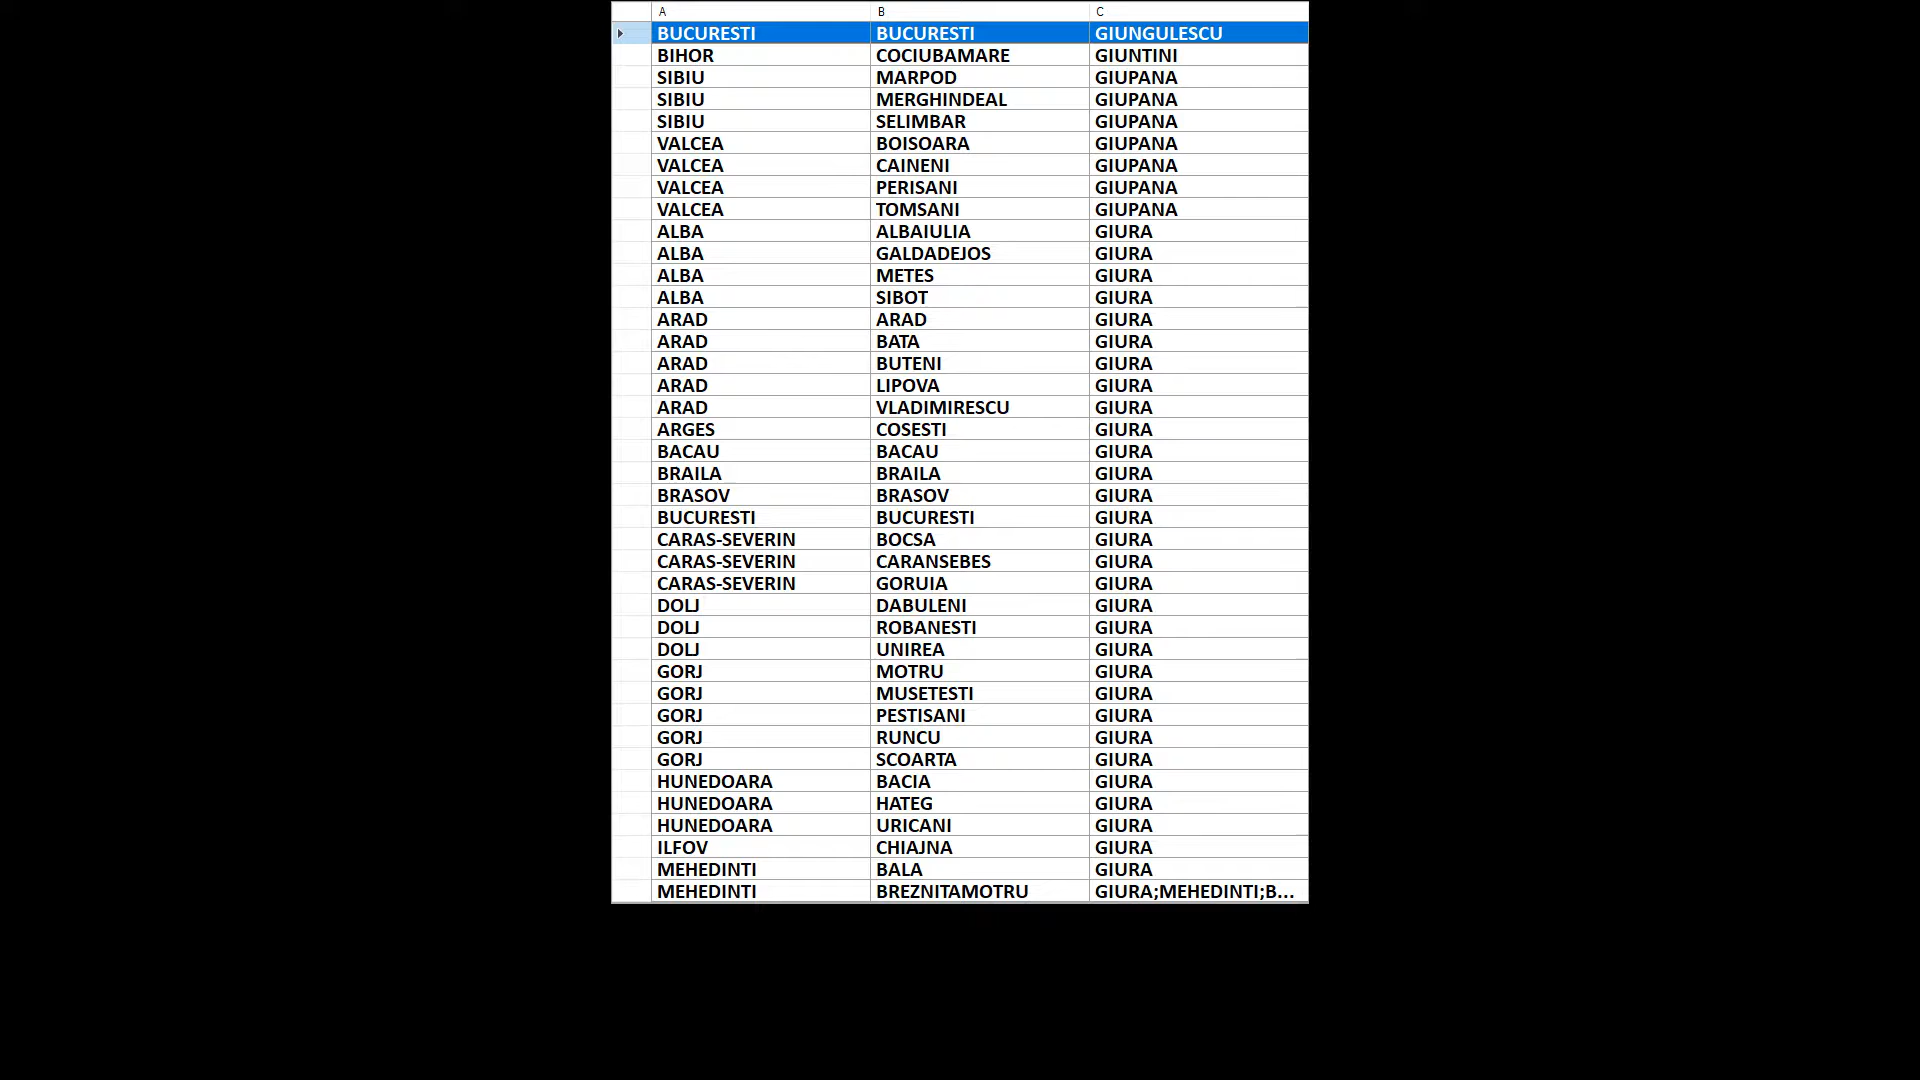 A B C
BUCURESTI BUCURESTI GIUNGULESCU
BIHOR COCIUBAMARE GIUNTINI
SIBIU MARPOD GIUPANA
SIBIU MERGHINDEAL GIUPANA
SIBIU SELIMBAR GIUPANA
VALCEA BOISOARA GIUPANA
VALCEA CAINENI GIUPANA
VALCEA PERISANI GIUPANA
VALCEA TOMSANI GIUPANA
ALBA ALBAIULIA GIURA
ALBA GALDADEJOS GIURA
ALBA METES GIURA
ALBA SIBOT GIURA
ARAD ARAD GIURA
ARAD BATA GIURA
ARAD BUTENI GIURA
ARAD LIPOVA GIURA
ARAD VLADIMIRESCU GIURA
ARGES COSESTI GIURA
BACAU BACAU GIURA
BRAILA BRAILA GIURA
BRASOV BRASOV GIURA
BUCURESTI BUCURESTI GIURA
CARAS-SEVERIN BOCSA GIURA
CARAS-SEVERIN CARANSEBES GIURA
CARAS-SEVERIN GORUIA GIURA
DOLJ DABULENI GIURA
DOLJ ROBANESTI GIURA
DOLJ UNIREA GIURA
GORJ MOTRU GIURA
GORJ MUSETESTI GIURA
GORJ PESTISANI GIURA
GORJ RUNCU GIURA
GORJ SCOARTA GIURA
HUNEDOARA BACIA GIURA
HUNEDOARA HATEG GIURA
HUNEDOARA URICANI GIURA
ILFOV CHIAJNA GIURA
MEHEDINTI BALA GIURA
MEHEDINTI BREZNITAMOTRU GIURA;MEHEDINTI;B...